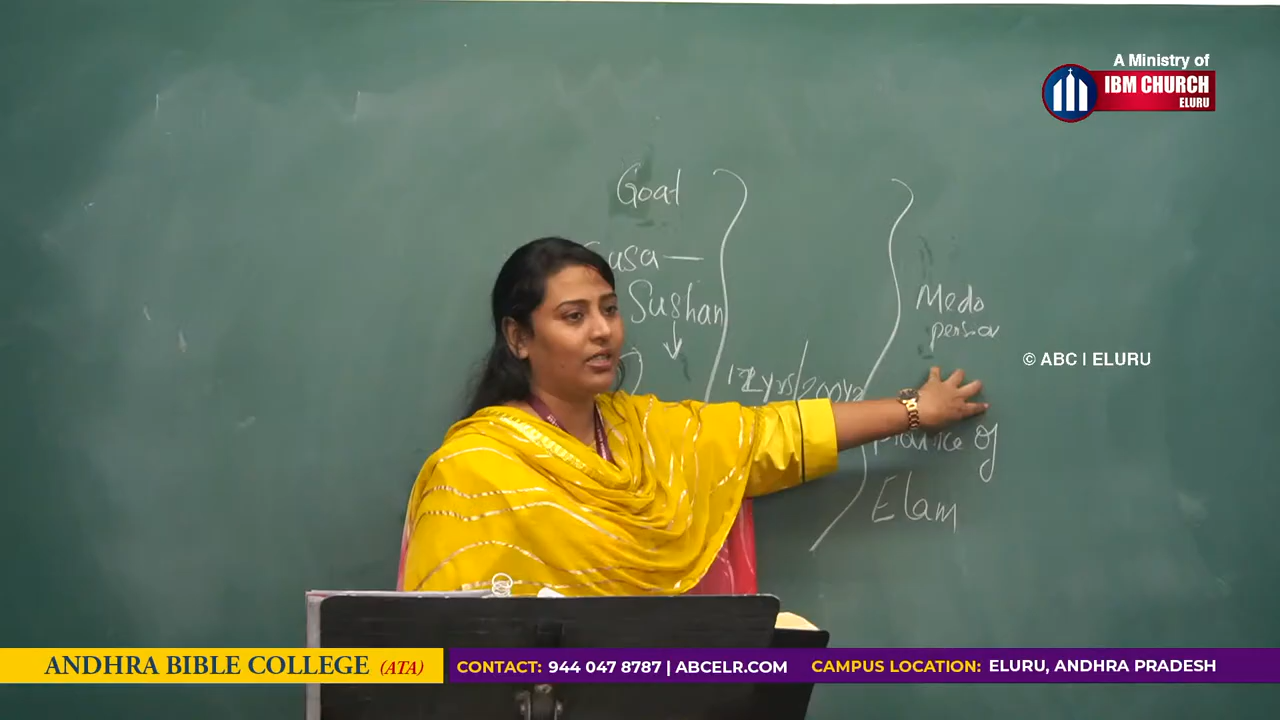 A Ministry of
IBM CHURCH
ELURU
Goat
Susa —
Sushan
Medo
persia
© ABC | ELURU
Elam
ANDHRA BIBLE COLLEGE (ATA)
CONTACT: 944 047 8787 | ABCELR.COM
CAMPUS LOCATION: ELURU, ANDHRA PRADESH